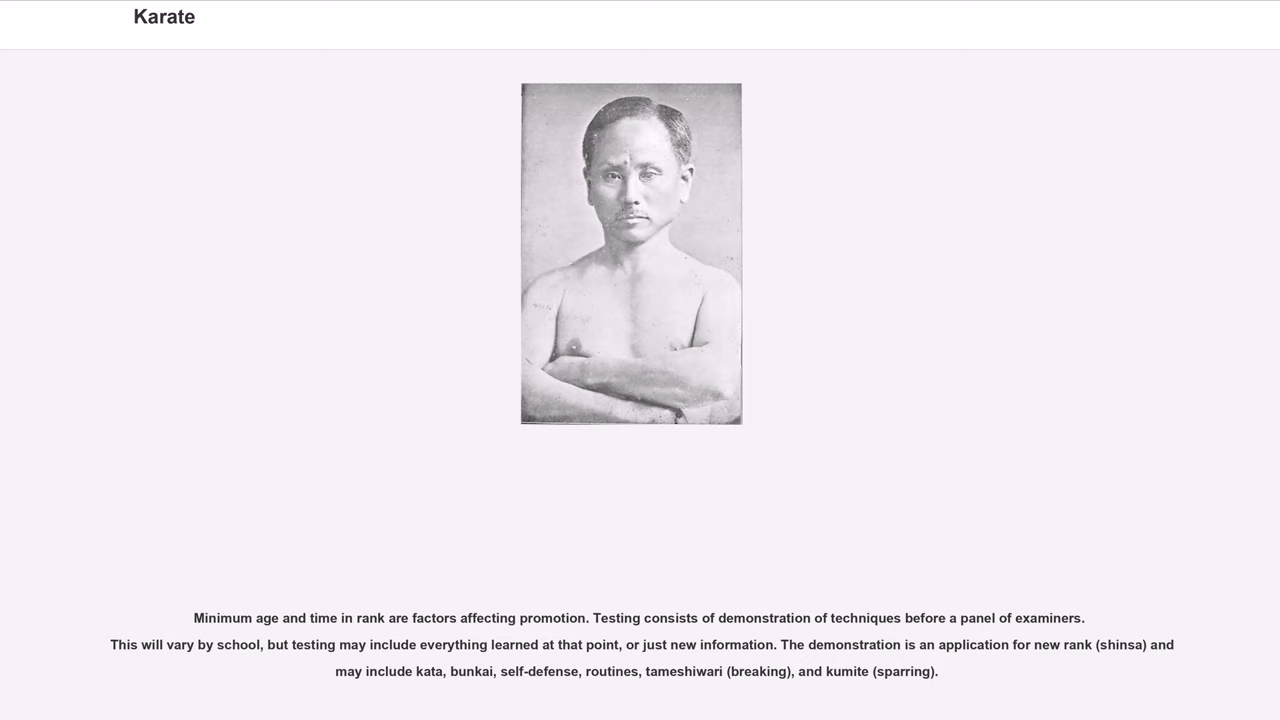 Karate
Minimum age and time in rank are factors affecting promotion. Testing consists of demonstration of techniques before a panel of examiners.
This will vary by school, but testing may include everything learned at that point, or just new information. The demonstration is an application for new rank (shinsa) and
may include kata, bunkai, self-defense, routines, tameshiwari (breaking), and kumite (sparring).